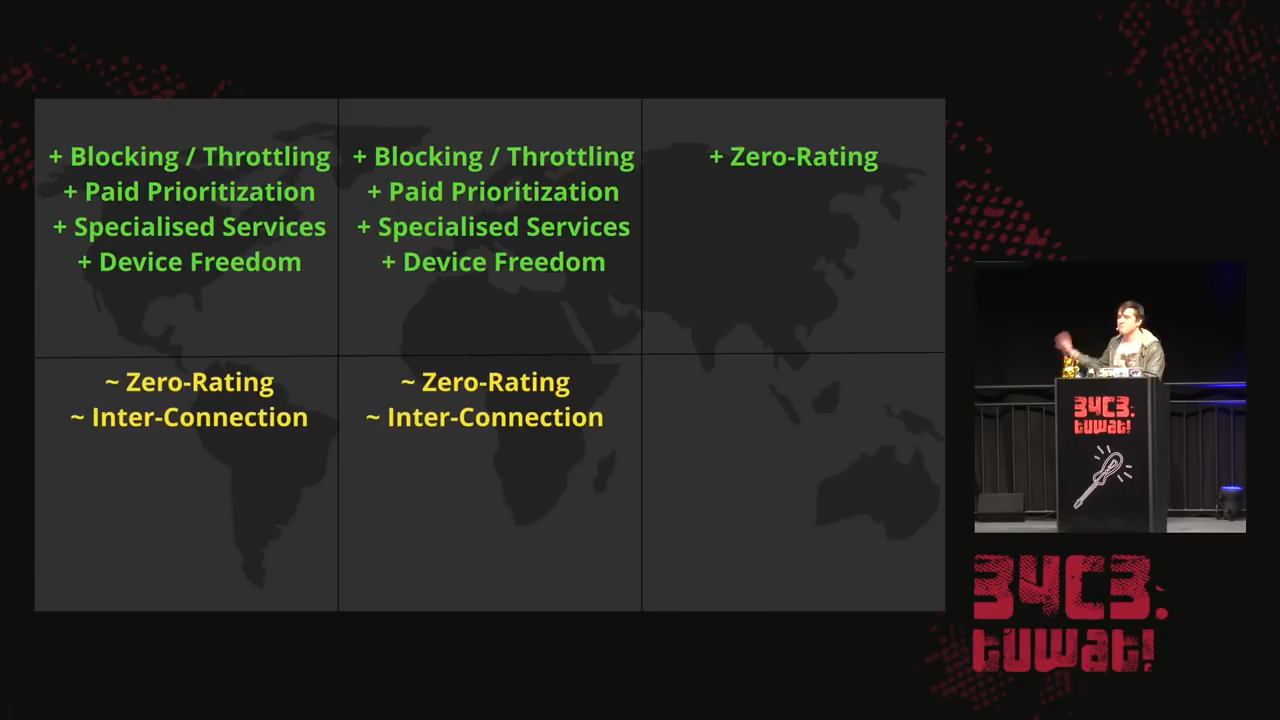 + Blocking / Throttling
+ Paid Prioritization
+ Specialised Services
+ Device Freedom
~ Zero-Rating
~ Inter-Connection
+ Blocking / Throttling
+ Paid Prioritization
+ Specialised Services
+ Device Freedom
~ Zero-Rating
~ Inter-Connection
+ Zero-Rating
34C3:
tuwat!
34C3.
tuwat!